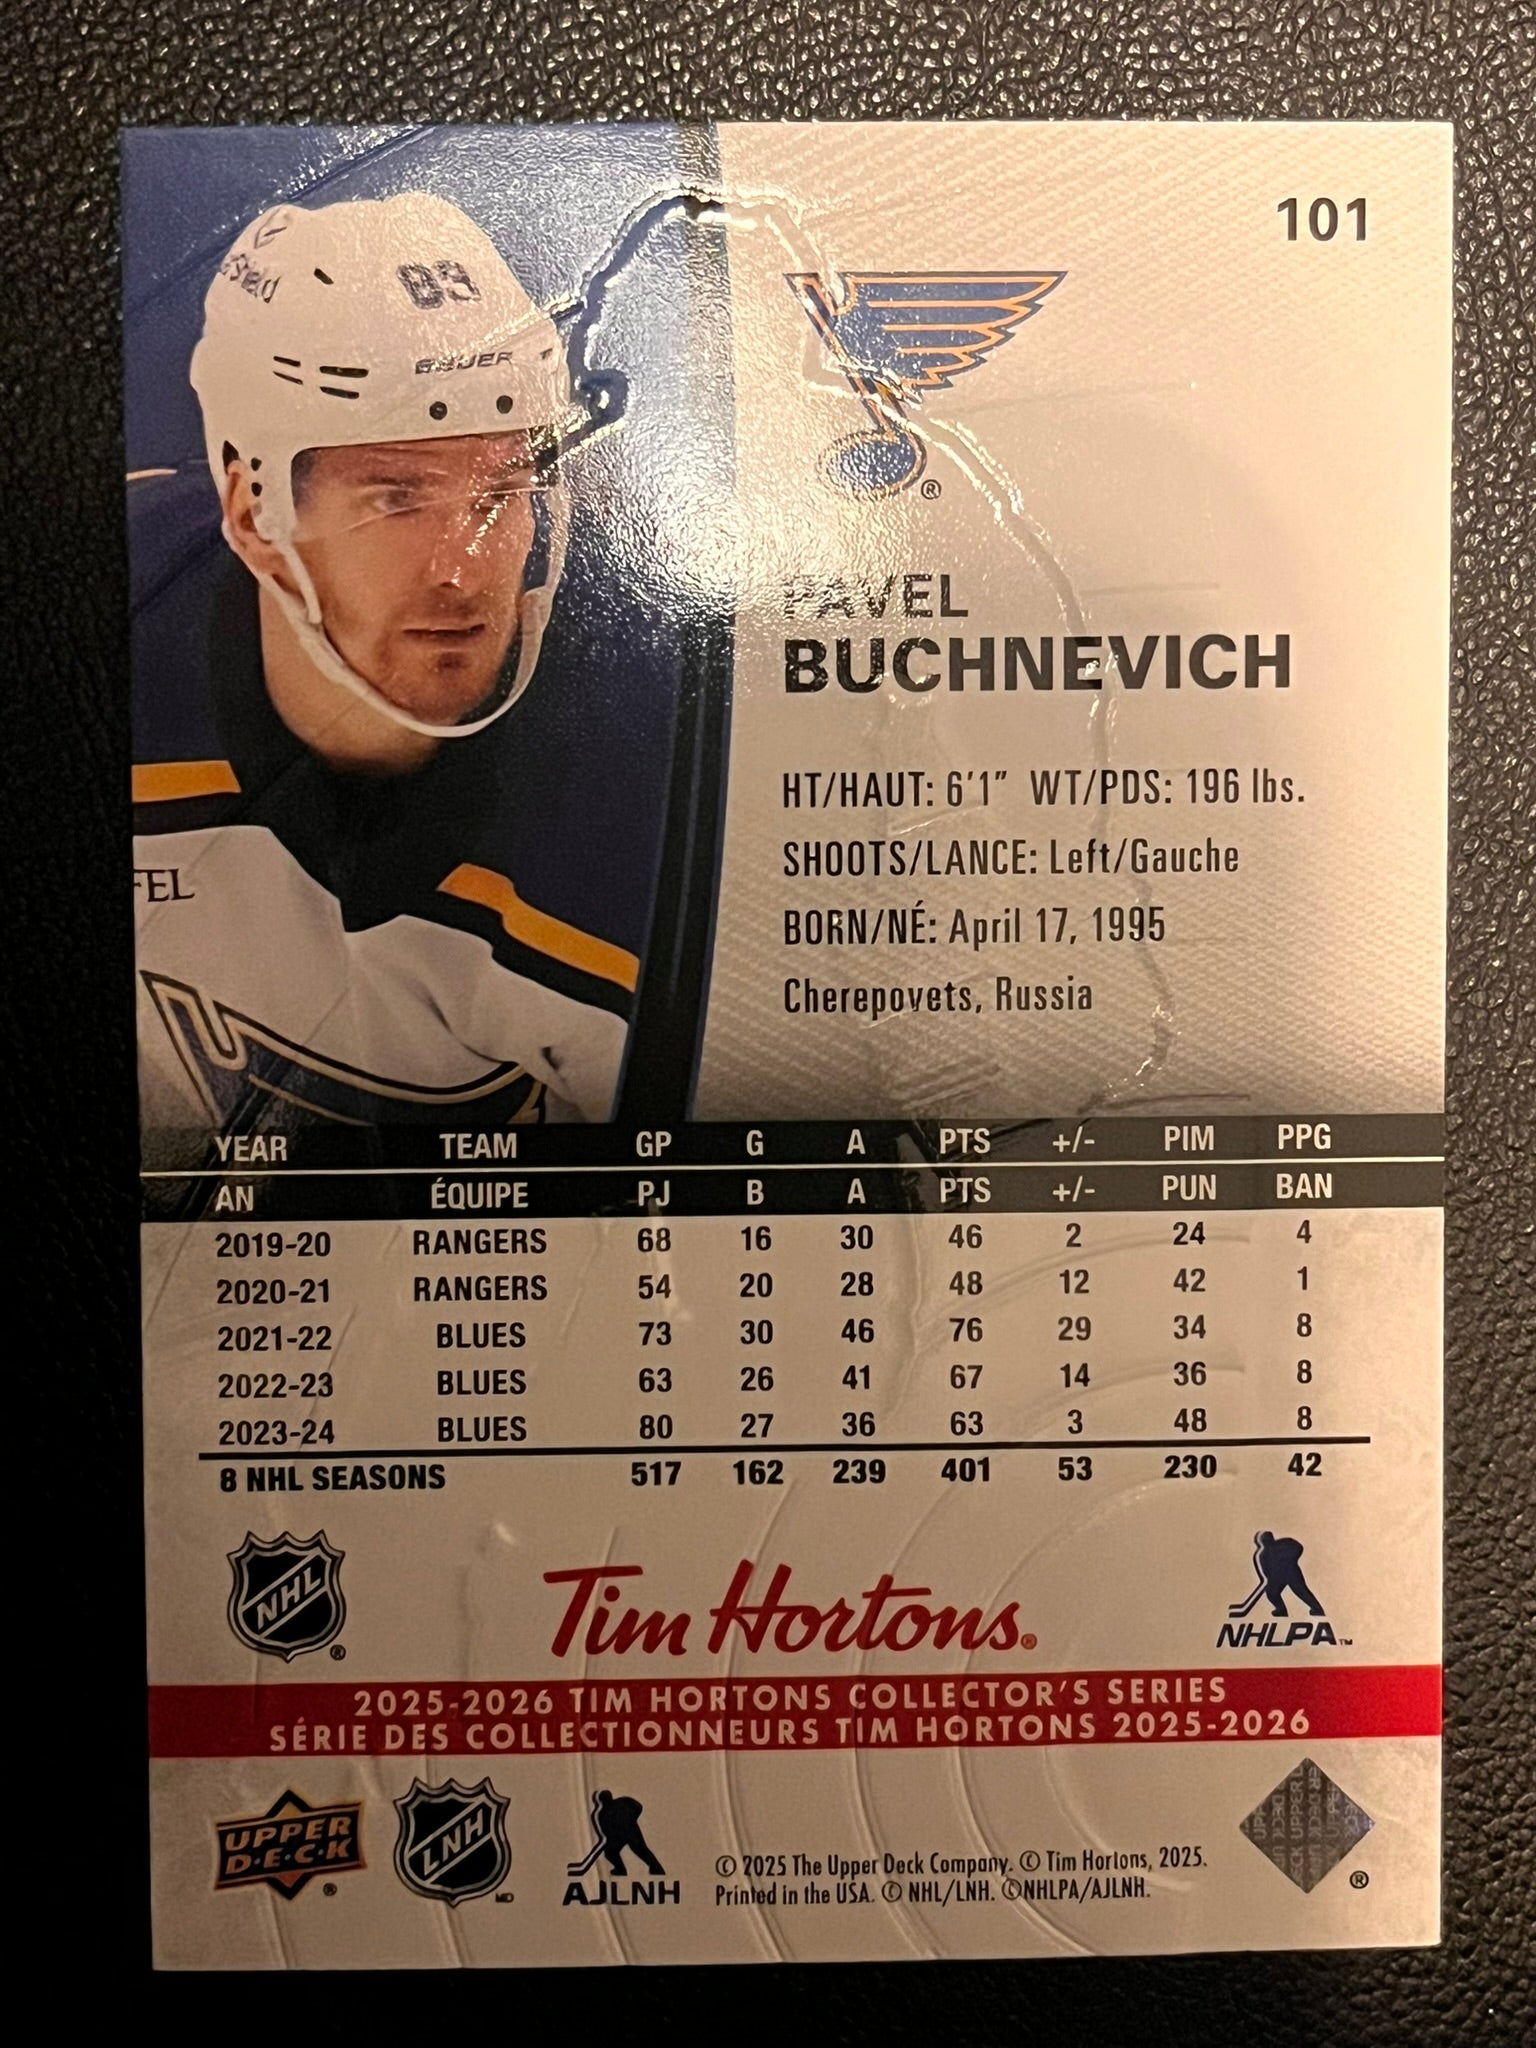 101
89
BAUER
®
PAVEL
BUCHNEVICH
HT/HAUT: 6'1" WT/PDS: 196 lbs.
SHOOTS/LANCE: Left/Gauche
BORN/NÉ: April 17, 1995
Cherepovets, Russia
FEL
YEAR TEAM GP G A PTS +/- PIM PPG
AN ÉQUIPE PJ B A PTS +/- PUN BAN
2019-20 RANGERS 68 16 30 46 2 24 4
2020-21 RANGERS 54 20 28 48 12 42 1
2021-22 BLUES 73 30 46 76 29 34 8
2022-23 BLUES 63 26 41 67 14 36 8
2023-24 BLUES 80 27 36 63 3 48 8
8 NHL SEASONS 517 162 239 401 53 230 42
NHL ®
Tim Hortons®
NHLPA™
2025-2026 TIM HORTONS COLLECTOR'S SERIES
SÉRIE DES COLLECTIONNEURS TIM HORTONS 2025-2026
UPPER
D·E·C·K ®
LNH MD
AJLNH
© 2025 The Upper Deck Company. © Tim Hortons, 2025.
Printed in the USA. © NHL/LNH. ©NHLPA/AJLNH.
®